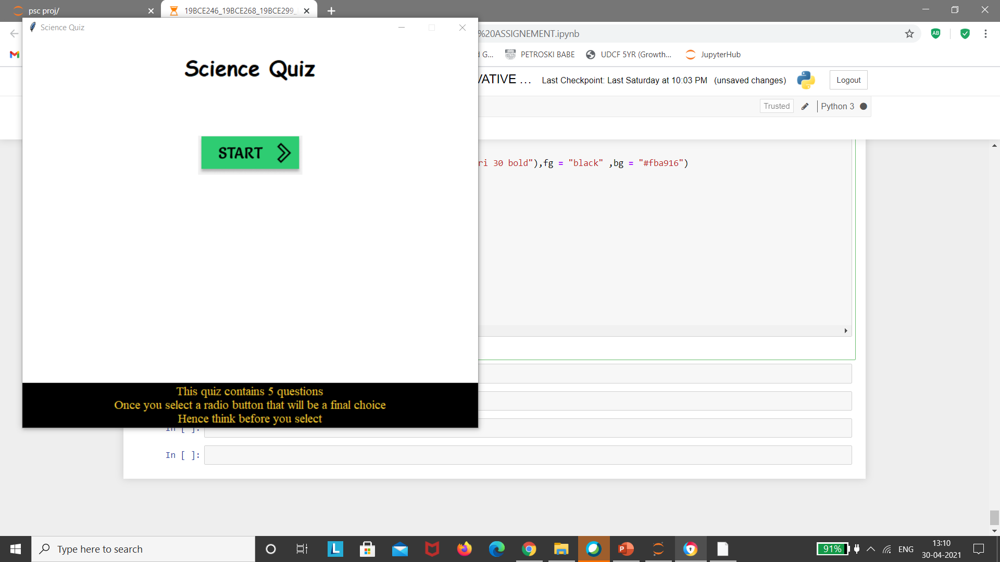 psc proj/
19BCE246_19BCE268_19BCE299_
Science Quiz
%20ASSIGNEMENT.ipynb
AB
G...
PETROSKI BABE
UDCF 5YR (Growth...
JupyterHub
Science Quiz
VATIVE ...
Last Checkpoint: Last Saturday at 10:03 PM (unsaved changes)
Logout
Trusted
Python 3
START
ri 30 bold"),fg = "black" ,bg = "#fba916")
This quiz contains 5 questions
Once you select a radio button that will be a final choice
Hence think before you select
In [ ]:
In [ ]:
Type here to search
L
P
91%
ENG
13:10
30-04-2021